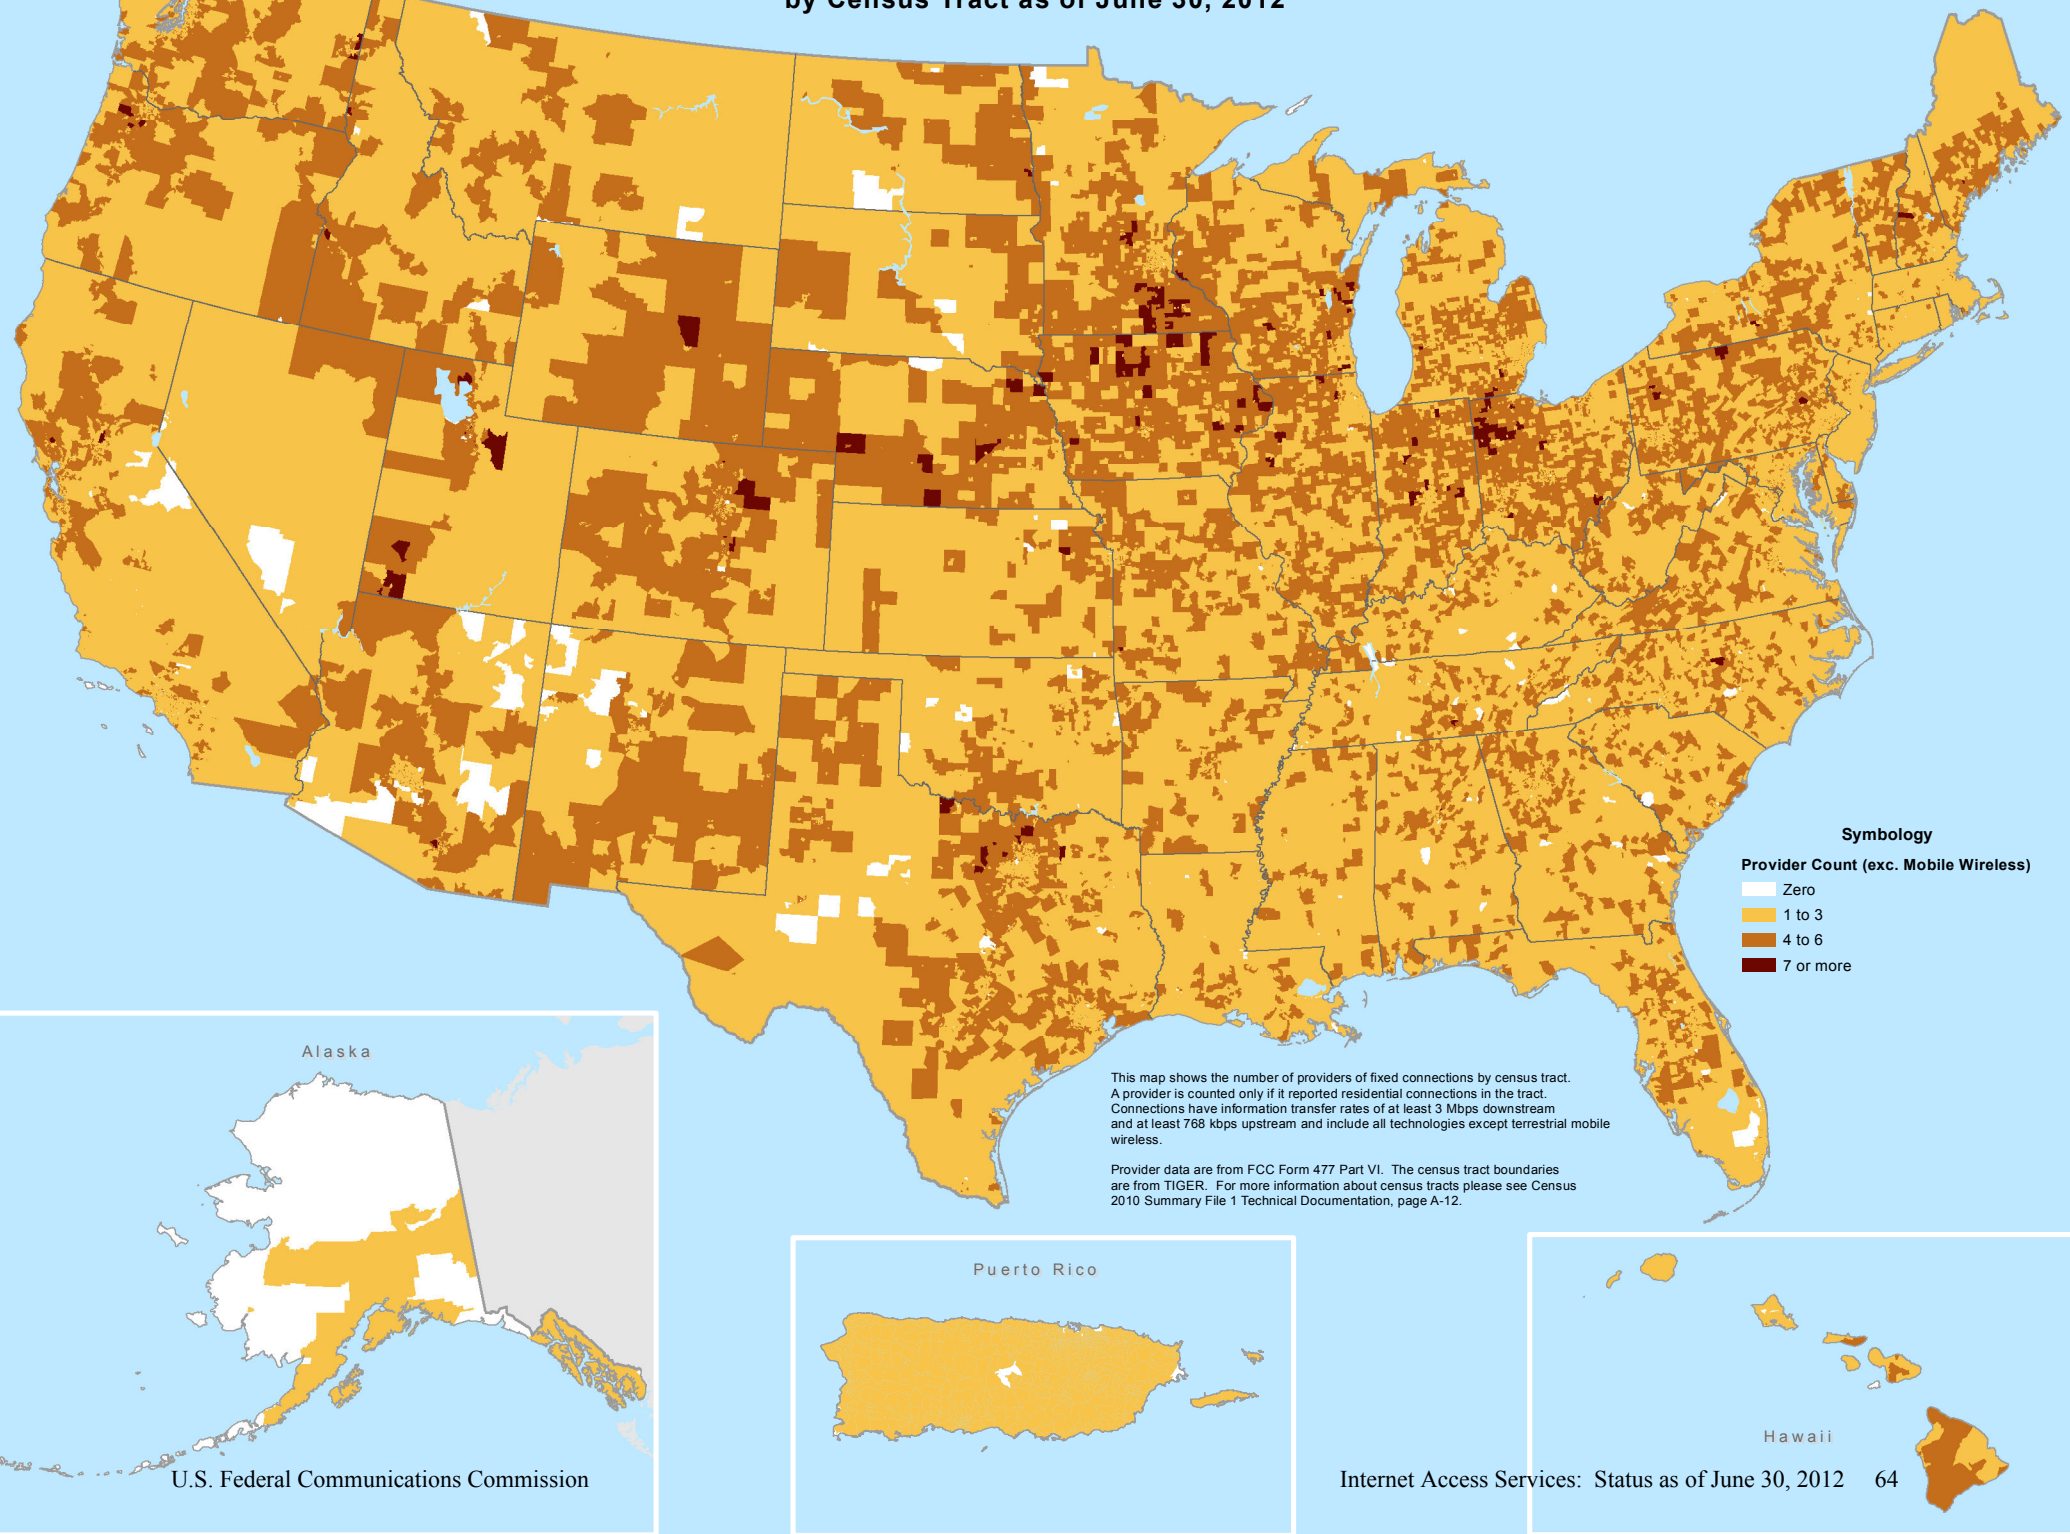 by Census Tract as of June 30, 2012
Symbology
Provider Count (exc. Mobile Wireless)
Zero
1 to 3
4 to 6
7 or more
Alaska
This map shows the number of providers of fixed connections by census tract.
A provider is counted only if it reported residential connections in the tract.
Connections have information transfer rates of at least 3 Mbps downstream
and at least 768 kbps upstream and include all technologies except terrestrial mobile
wireless.
Provider data are from FCC Form 477 Part VI. The census tract boundaries
are from TIGER. For more information about census tracts please see Census
2010 Summary File 1 Technical Documentation, page A-12.
Puerto Rico
Hawaii
U.S. Federal Communications Commission
Internet Access Services: Status as of June 30, 2012 64